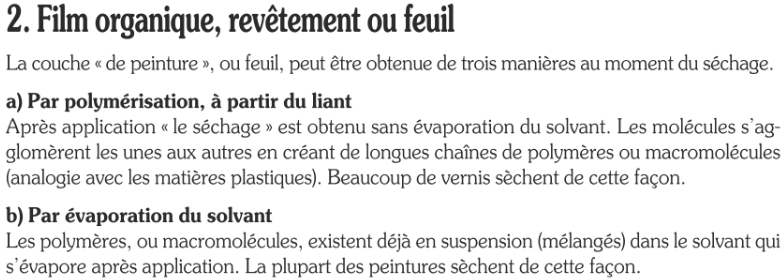 2. Film organique, revêtement ou feuil
La couche « de peinture », ou feuil, peut être obtenue de trois manières au moment du séchage.
a) Par polymérisation, à partir du liant
Après application « le séchage » est obtenu sans évaporation du solvant. Les molécules s'ag-
glomèrent les unes aux autres en créant de longues chaînes de polymères ou macromolécules
(analogie avec les matières plastiques). Beaucoup de vernis sèchent de cette façon.
b) Par évaporation du solvant
Les polymères, ou macromolécules, existent déjà en suspension (mélangés) dans le solvant qui
s'évapore après application. La plupart des peintures sèchent de cette façon.